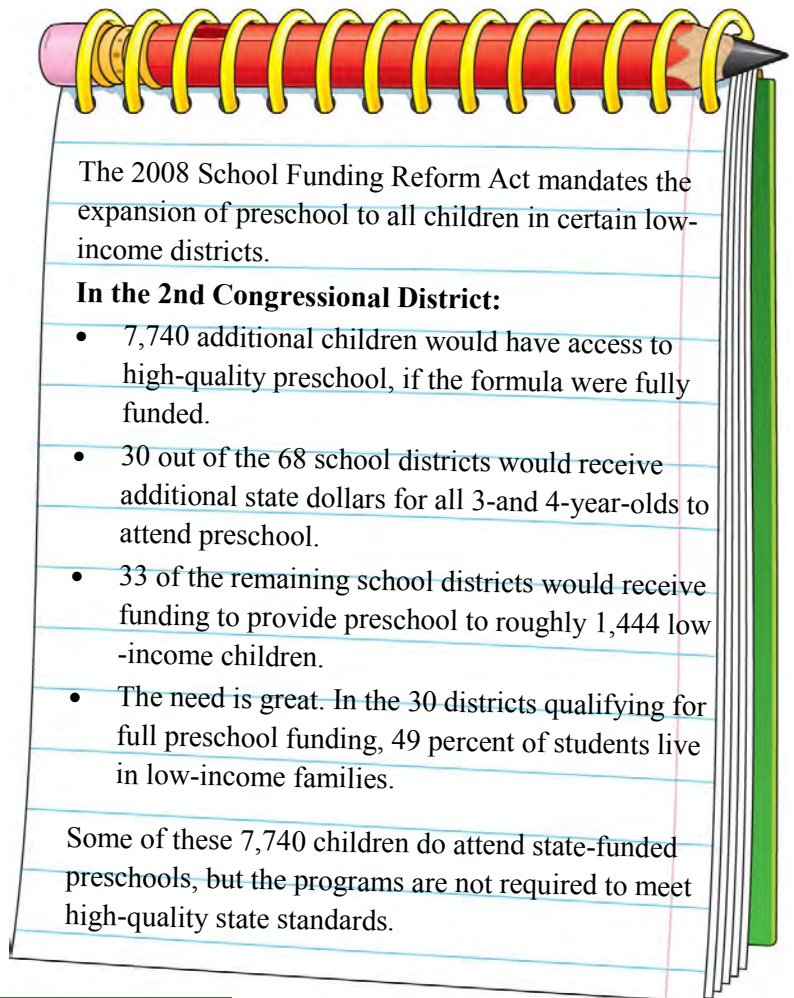 The 2008 School Funding Reform Act mandates the
expansion of preschool to all children in certain low-
income districts.
In the 2nd Congressional District:
• 7,740 additional children would have access to
high-quality preschool, if the formula were fully
funded.
• 30 out of the 68 school districts would receive
additional state dollars for all 3-and 4-year-olds to
attend preschool.
• 33 of the remaining school districts would receive
funding to provide preschool to roughly 1,444 low
-income children.
• The need is great. In the 30 districts qualifying for
full preschool funding, 49 percent of students live
in low-income families.
Some of these 7,740 children do attend state-funded
preschools, but the programs are not required to meet
high-quality state standards.